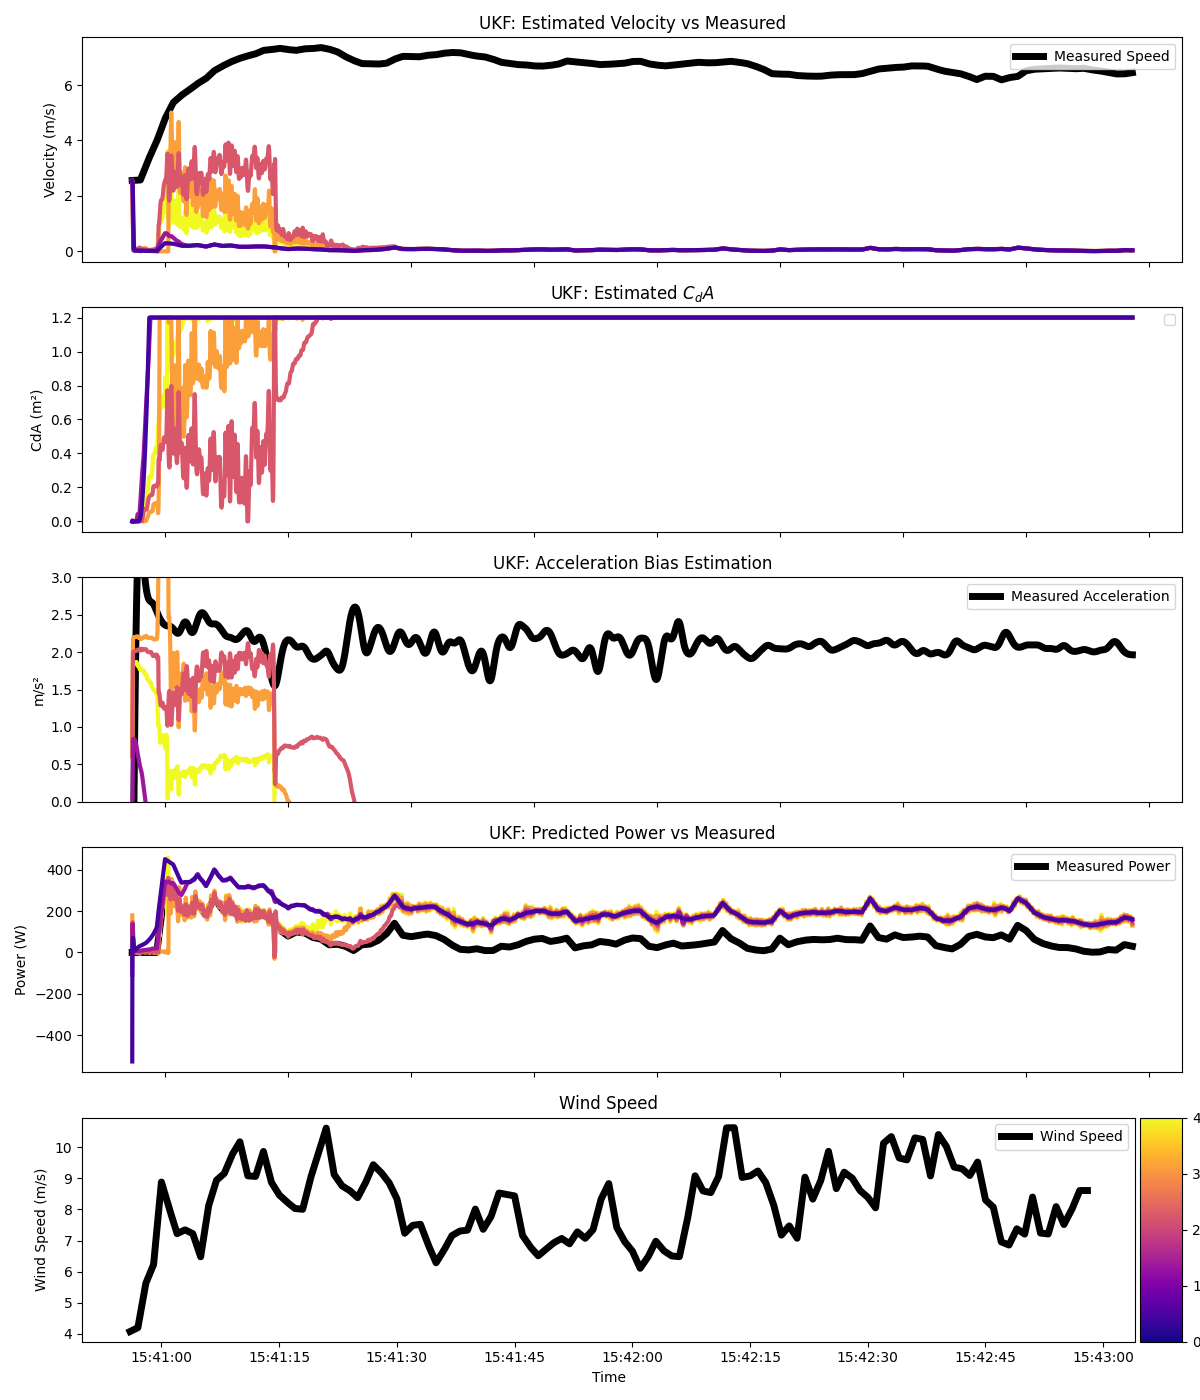 UKF: Estimated Velocity vs Measured
Measured Speed
Velocity (m/s)
6
4
2
0
UKF: Estimated C_dA
CdA (m²)
1.2
1.0
0.8
0.6
0.4
0.2
0.0
UKF: Acceleration Bias Estimation
Measured Acceleration
m/s²
3.0
2.5
2.0
1.5
1.0
0.5
0.0
UKF: Predicted Power vs Measured
Measured Power
Power (W)
400
200
0
−200
−400
Wind Speed
Wind Speed
Wind Speed (m/s)
10
9
8
7
6
5
4
4
3
2
1
0
15:41:00 15:41:15 15:41:30 15:41:45 15:42:00 15:42:15 15:42:30 15:42:45 15:43:00
Time